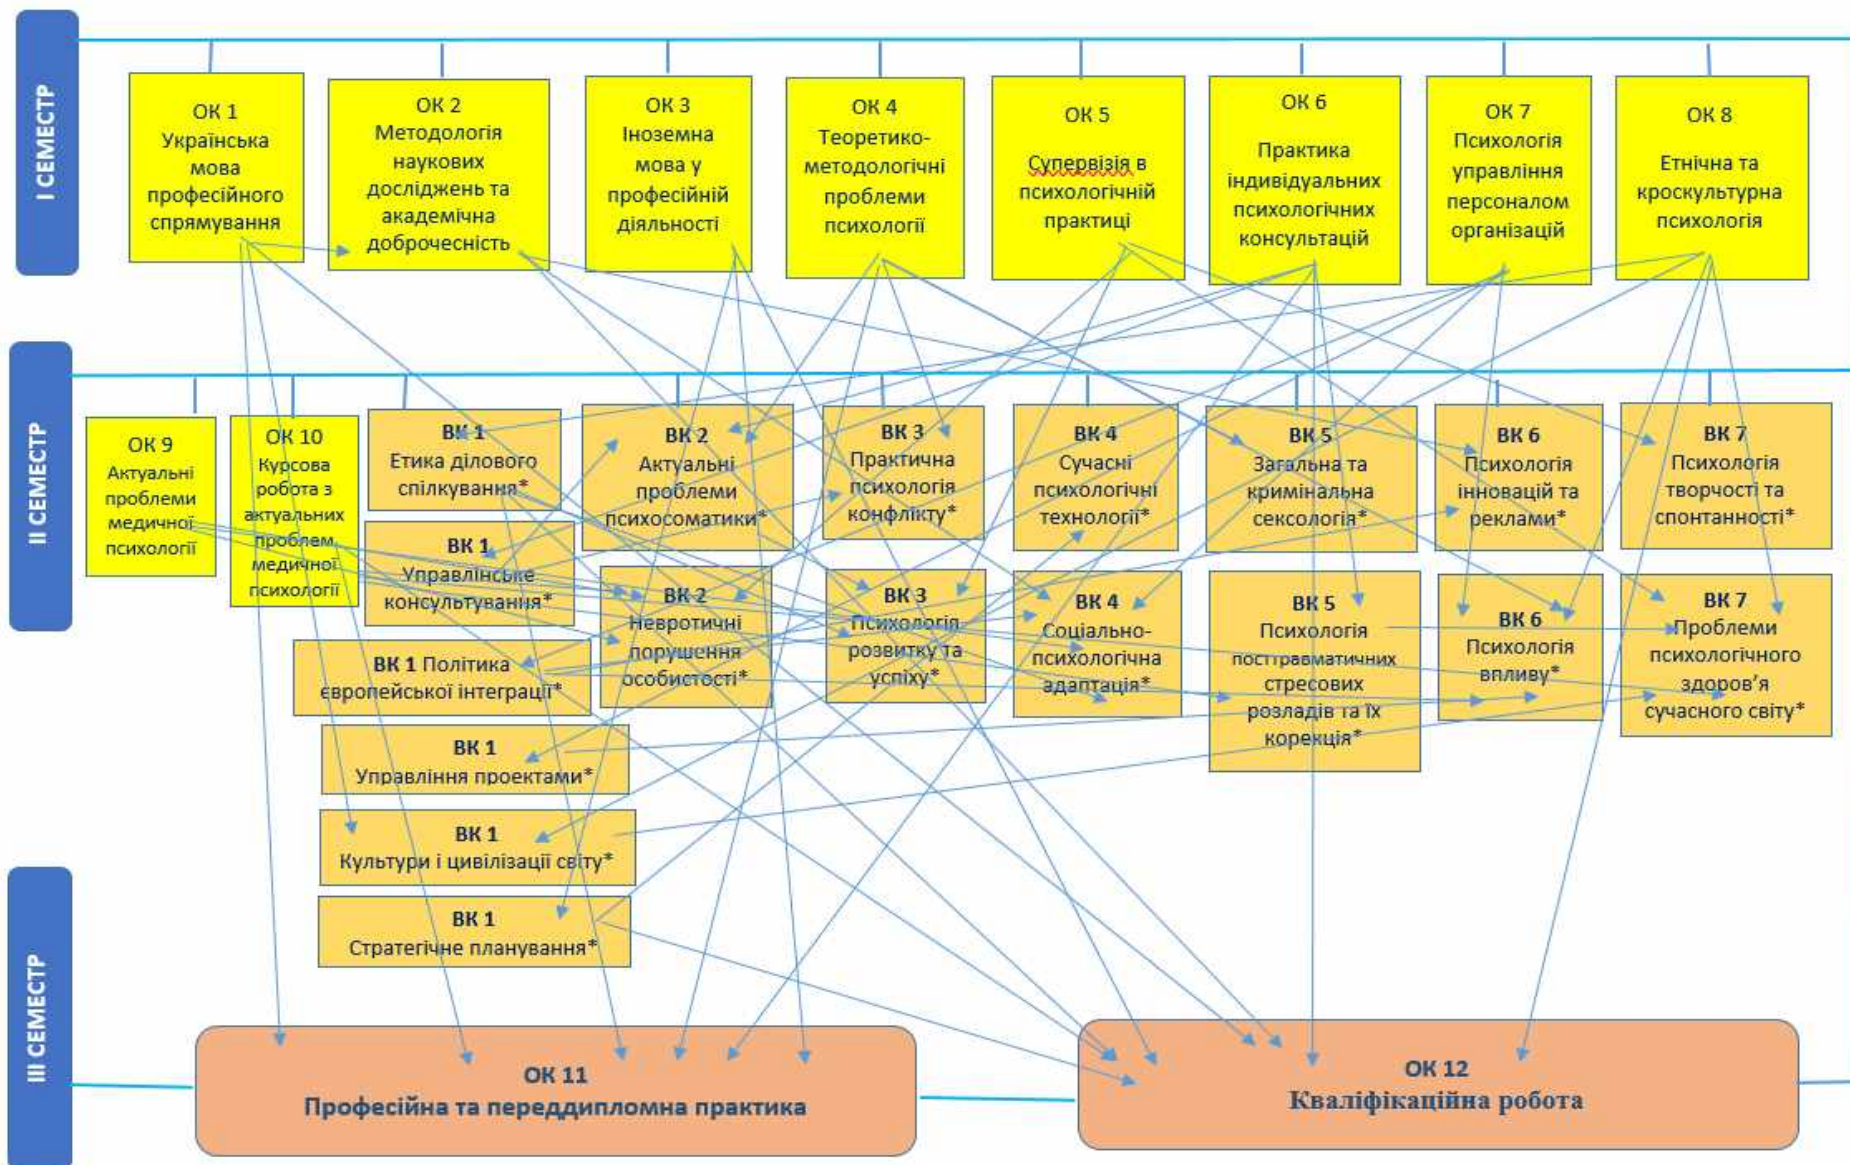 І СЕМЕСТР
ОК 1
Українська
мова
професійного
спрямування
ОК 2
Методологія
наукових
досліджень та
академічна
доброчесність
ОК 3
Іноземна
мова у
професійній
діяльності
ОК 4
Теоретико-
методологічні
проблеми
психології
ОК 5
Супервізія в
психологічній
практиці
ОК 6
Практика
індивідуальних
психологічних
консультацій
ОК 7
Психологія
управління
персоналом
організацій
ОК 8
Етнічна та
кроскультурна
психологія
ІІ СЕМЕСТР
ОК 9
Актуальні
проблеми
медичної
психології
ОК 10
Курсова
робота з
актуальних
проблем
медичної
психології
ВК 1
Етика ділового
спілкування*
ВК 2
Актуальні
проблеми
психосоматики*
ВК 3
Практична
психологія
конфлікту*
ВК 4
Сучасні
психологічні
технології*
ВК 5
Загальна та
кримінальна
сексологія*
ВК 6
Психологія
інновацій та
реклами*
ВК 7
Психологія
творчості та
спонтанності*
ВК 1
Управлінське
консультування*
ВК 2
Невротичні
порушення
особистості*
ВК 3
Психологія
розвитку та
успіху*
ВК 4
Соціально-
психологічна
адаптація*
ВК 5
Психологія
посттравматичних
стресових
розладів та їх
корекція*
ВК 6
Психологія
впливу*
ВК 7
Проблеми
психологічного
здоров’я
сучасного світу*
ВК 1 Політика
європейської інтеграції*
ВК 1
Управління проектами*
ВК 1
Культури і цивілізації світу*
ВК 1
Стратегічне планування*
ІІІ СЕМЕСТР
ОК 11
Професійна та переддипломна практика
ОК 12
Кваліфікаційна робота